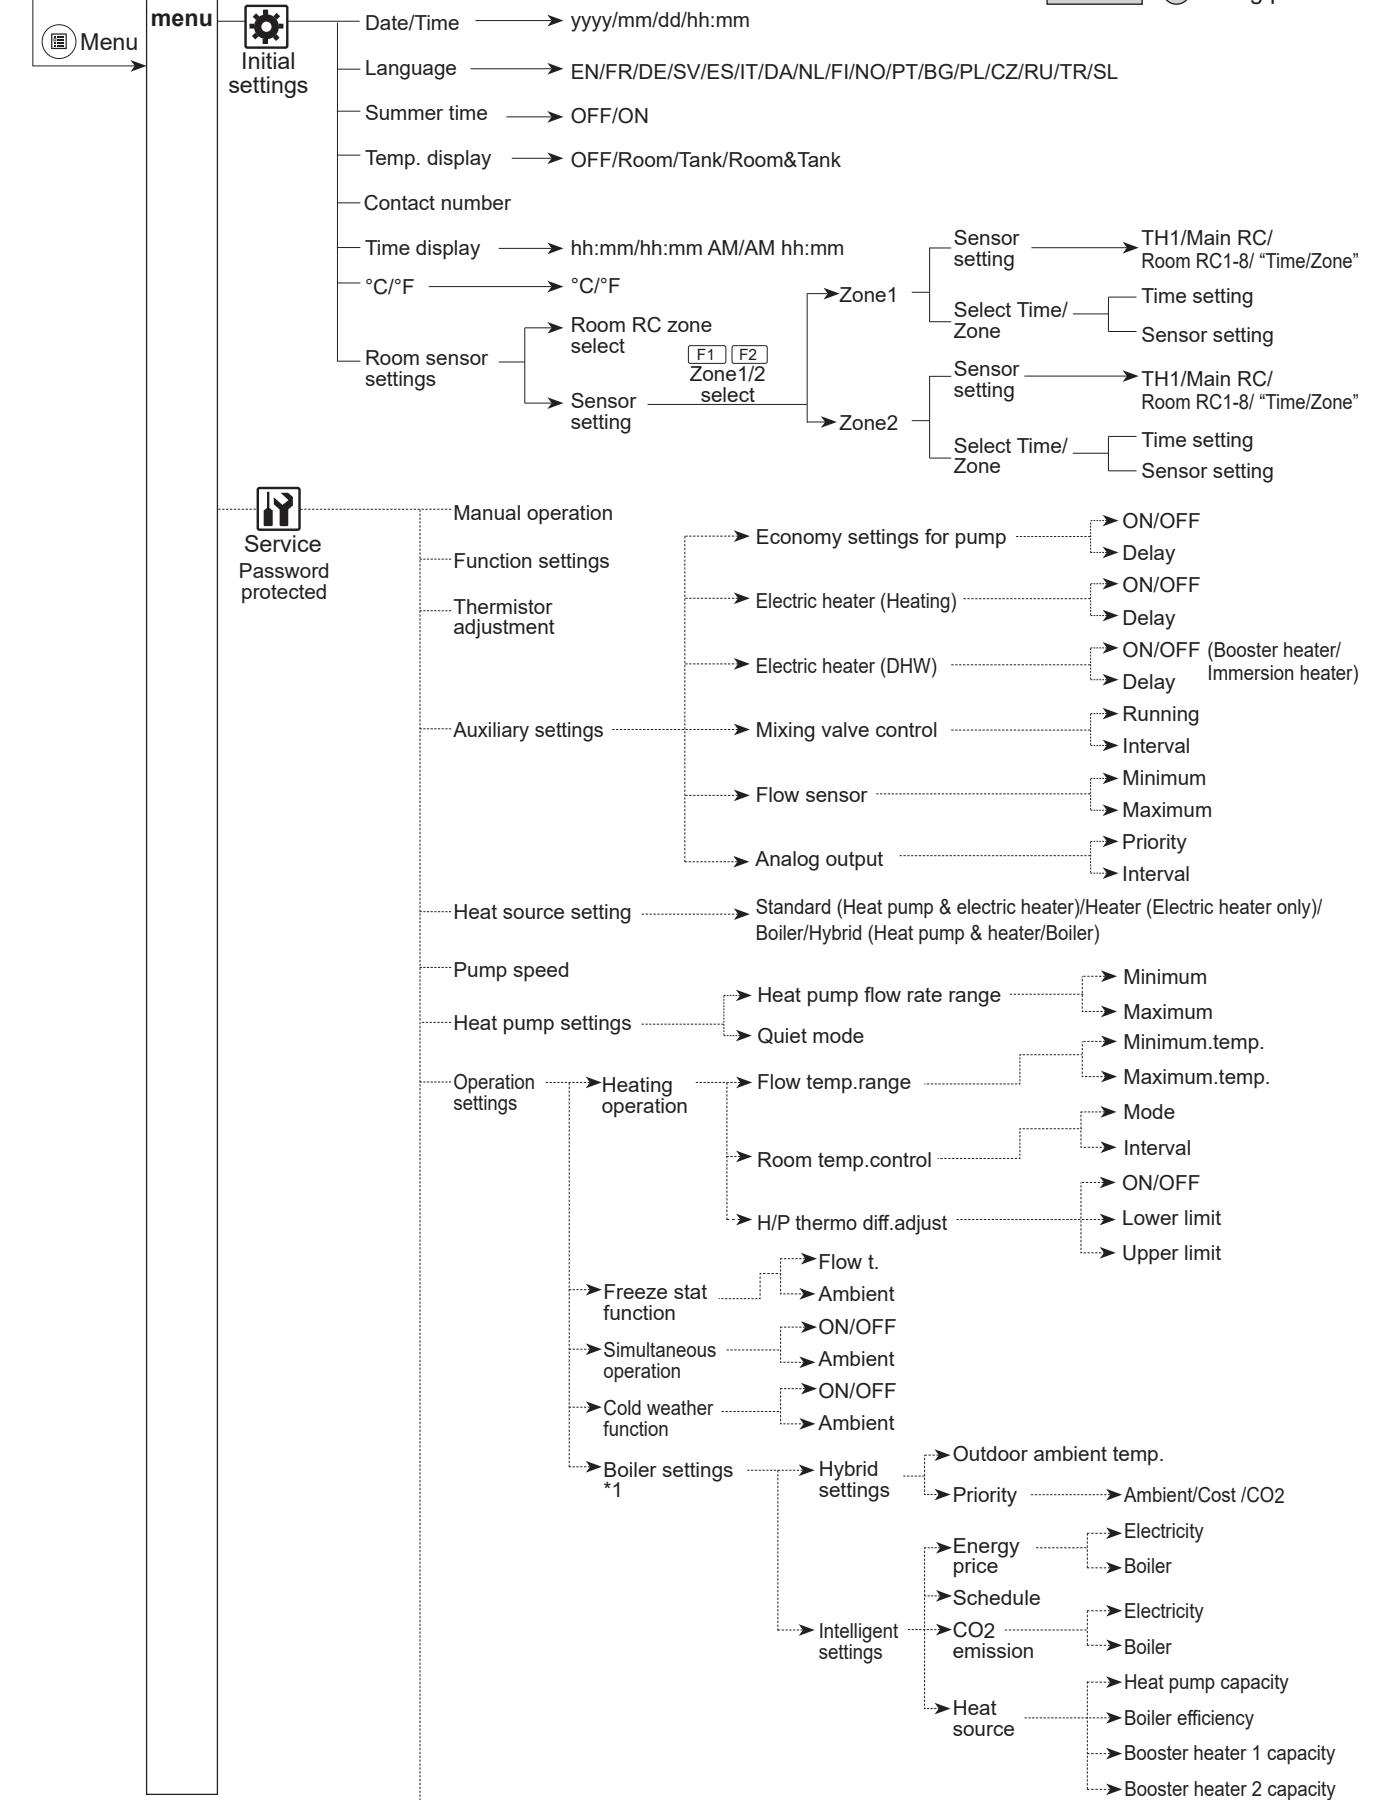 menu
Menu
Initial
settings
Date/Time
yyyy/mm/dd/hh:mm
Language
EN/FR/DE/SV/ES/IT/DA/NL/FI/NO/PT/BG/PL/CZ/RU/TR/SL
Summer time
OFF/ON
Temp. display
OFF/Room/Tank/Room&Tank
Contact number
Time display
hh:mm/hh:mm AM/AM hh:mm
°C/°F
°C/°F
Room sensor
settings
Room RC zone
select
Sensor
setting
F1 F2
Zone1/2
select
Zone1
Sensor
setting
TH1/Main RC/
Room RC1-8/ “Time/Zone”
Select Time/
Zone
Time setting
Sensor setting
Zone2
Sensor
setting
TH1/Main RC/
Room RC1-8/ “Time/Zone”
Select Time/
Zone
Time setting
Sensor setting
Service
Password
protected
Manual operation
Function settings
Thermistor
adjustment
Auxiliary settings
Economy settings for pump
ON/OFF
Delay
Electric heater (Heating)
ON/OFF
Delay
Electric heater (DHW)
ON/OFF (Booster heater/
Immersion heater)
Delay
Mixing valve control
Running
Interval
Flow sensor
Minimum
Maximum
Analog output
Priority
Interval
Heat source setting
Standard (Heat pump & electric heater)/Heater (Electric heater only)/
Boiler/Hybrid (Heat pump & heater/Boiler)
Pump speed
Heat pump settings
Heat pump flow rate range
Minimum
Maximum
Quiet mode
Operation
settings
Heating
operation
Flow temp.range
Minimum.temp.
Maximum.temp.
Room temp.control
Mode
Interval
H/P thermo diff.adjust
ON/OFF
Lower limit
Upper limit
Freeze stat
function
Flow t.
Ambient
Simultaneous
operation
ON/OFF
Ambient
Cold weather
function
ON/OFF
Ambient
Boiler settings
*1
Hybrid
settings
Outdoor ambient temp.
Priority
Ambient/Cost /CO2
Intelligent
settings
Energy
price
Electricity
Boiler
Schedule
CO2
emission
Electricity
Boiler
Heat
source
Heat pump capacity
Boiler efficiency
Booster heater 1 capacity
Booster heater 2 capacity